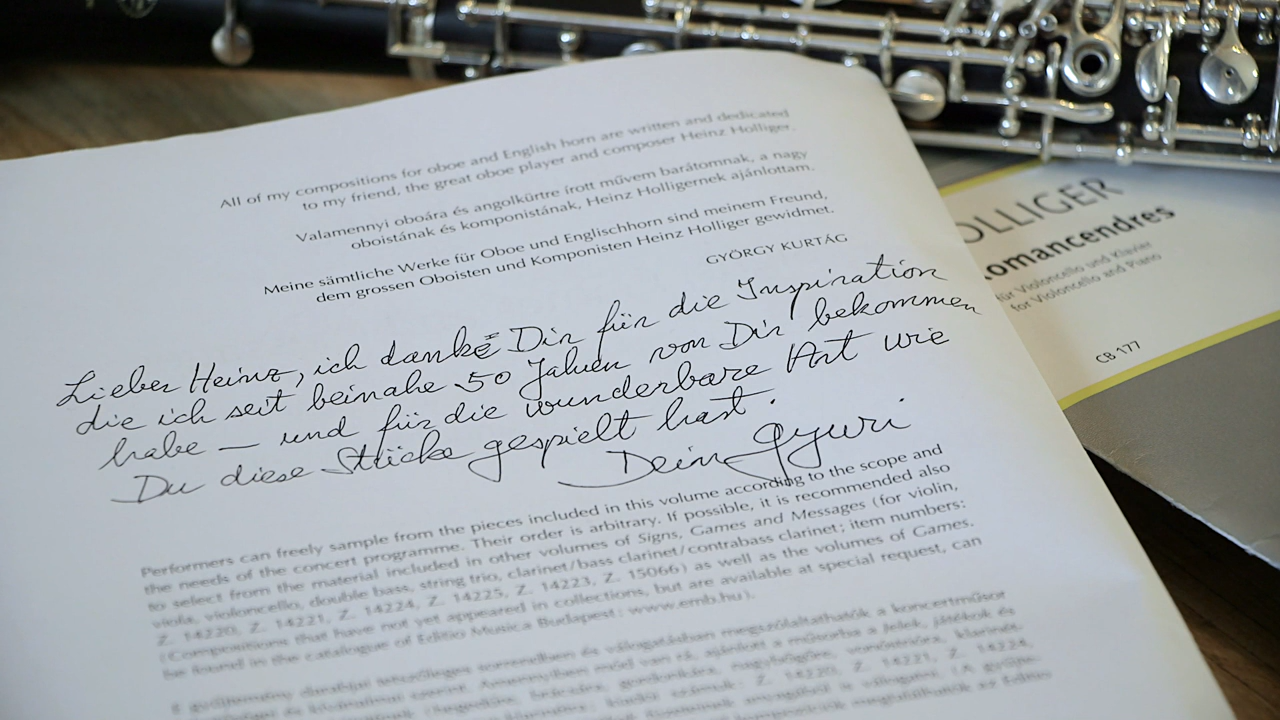 All of my compositions for oboe and English horn are written and dedicated
to my friend, the great oboe player and composer Heinz Holliger.
Valamennyi oboára és angolkürtre írott művem barátomnak, a nagy
oboistának és komponistának, Heinz Holligernek ajánlottam.
Meine sämtliche Werke für Oboe und Englischhorn sind meinem Freund,
dem grossen Oboisten und Komponisten Heinz Holliger gewidmet.
GYÖRGY KURTÁG
Lieber Heinz, ich danke Dir für die Inspiration
die ich seit beinahe 50 Jahren von Dir bekommen
habe — und für die wunderbare Art wie
Du diese Stücke gespielt hast.
Dein Gyuri
Performers can freely sample from the pieces included in this volume according to the scope and
the needs of the concert programme. Their order is arbitrary. If possible, it is recommended also
to select from the material included in other volumes of Signs, Games and Messages (for violin,
viola, violoncello, double bass, string trio, clarinet/bass clarinet/contrabass clarinet; item numbers:
Z. 14220, Z. 14221, Z. 14224, Z. 14225, Z. 14223, Z. 15066) as well as the volumes of Games.
(Compositions that have not yet appeared in collections, but are available at special request, can
be found in the catalogue of Editio Musica Budapest: www.emb.hu).
A gyűjtemény darabjai tetszőleges sorrendben és válogatásban megszólaltathatók a koncertműsor
OLLIGER
omancendres
für Violoncello und Klavier
for Violoncello and Piano
CB 177